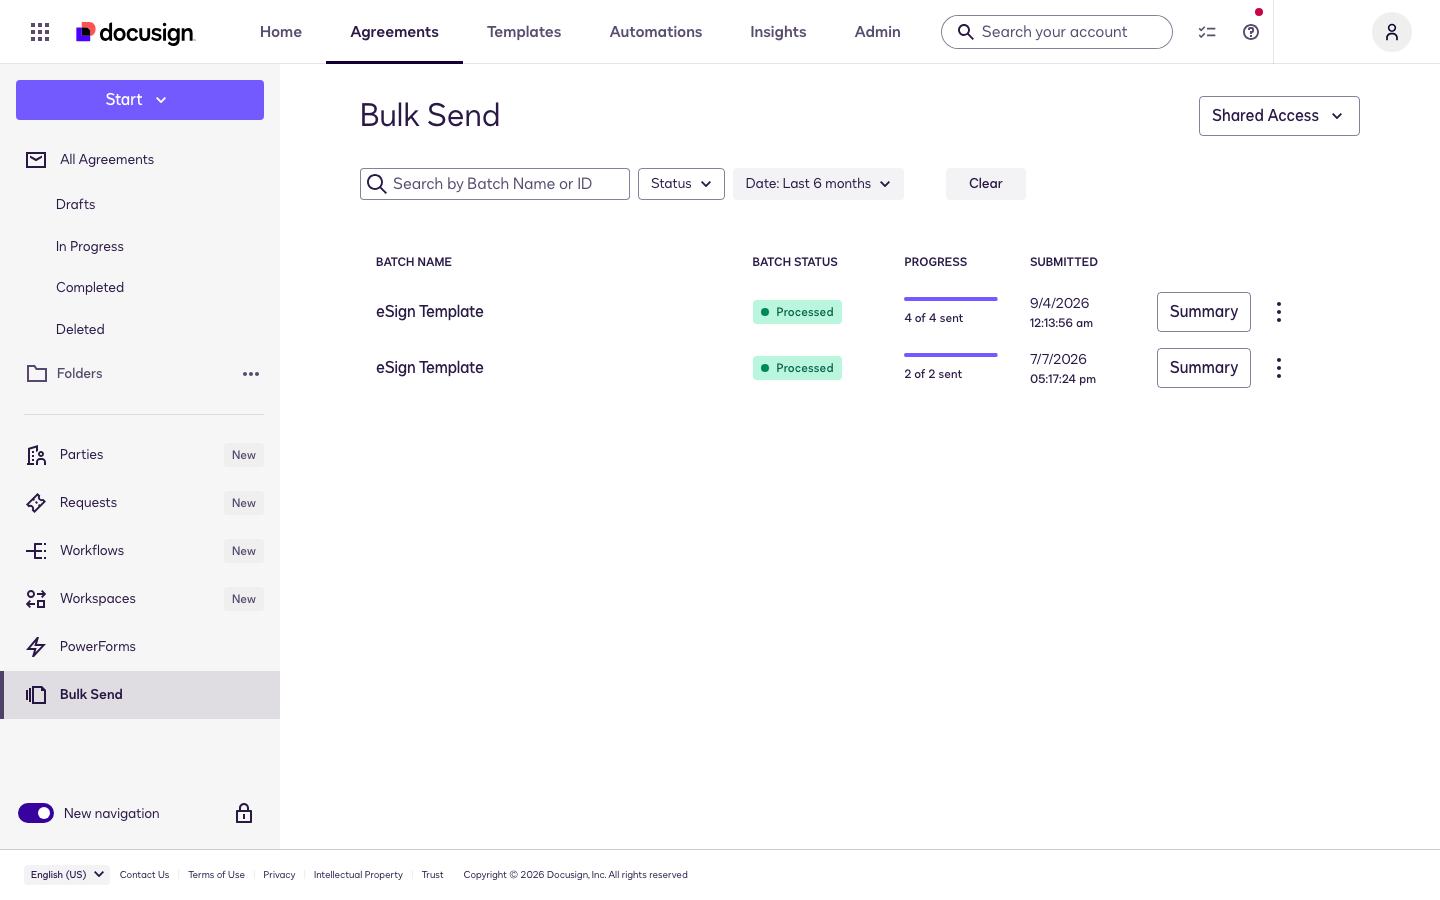 docusign
Home
Agreements
Templates
Automations
Insights
Admin
Search your account
Start
All Agreements
Drafts
In Progress
Completed
Deleted
Folders
Parties
New
Requests
New
Workflows
New
Workspaces
New
PowerForms
Bulk Send
New navigation
Bulk Send
Shared Access
Search by Batch Name or ID
Status
Date: Last 6 months
Clear
BATCH NAME
BATCH STATUS
PROGRESS
SUBMITTED
eSign Template
Processed
4 of 4 sent
9/4/2026
12:13:56 am
Summary
eSign Template
Processed
2 of 2 sent
7/7/2026
05:17:24 pm
Summary
English (US)
Contact Us
Terms of Use
Privacy
Intellectual Property
Trust
Copyright © 2026 Docusign, Inc. All rights reserved